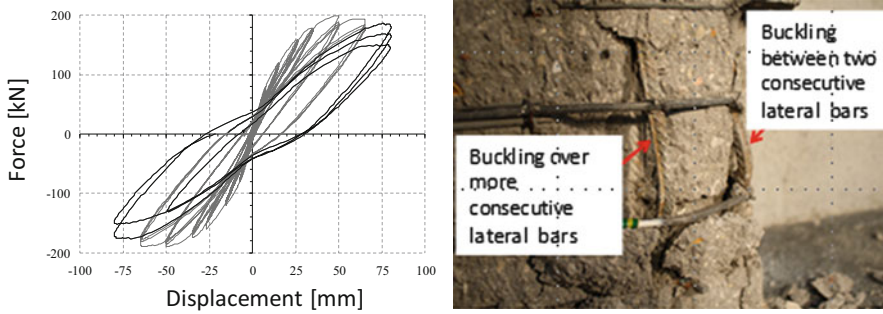 Force [kN]
200
100
0
-100
-200
-100
-75
-50
-25
0
25
50
75
100
Displacement [mm]
Buckling over
more
consecutive
lateral bars
Buckling
between two
consecutive
lateral bars